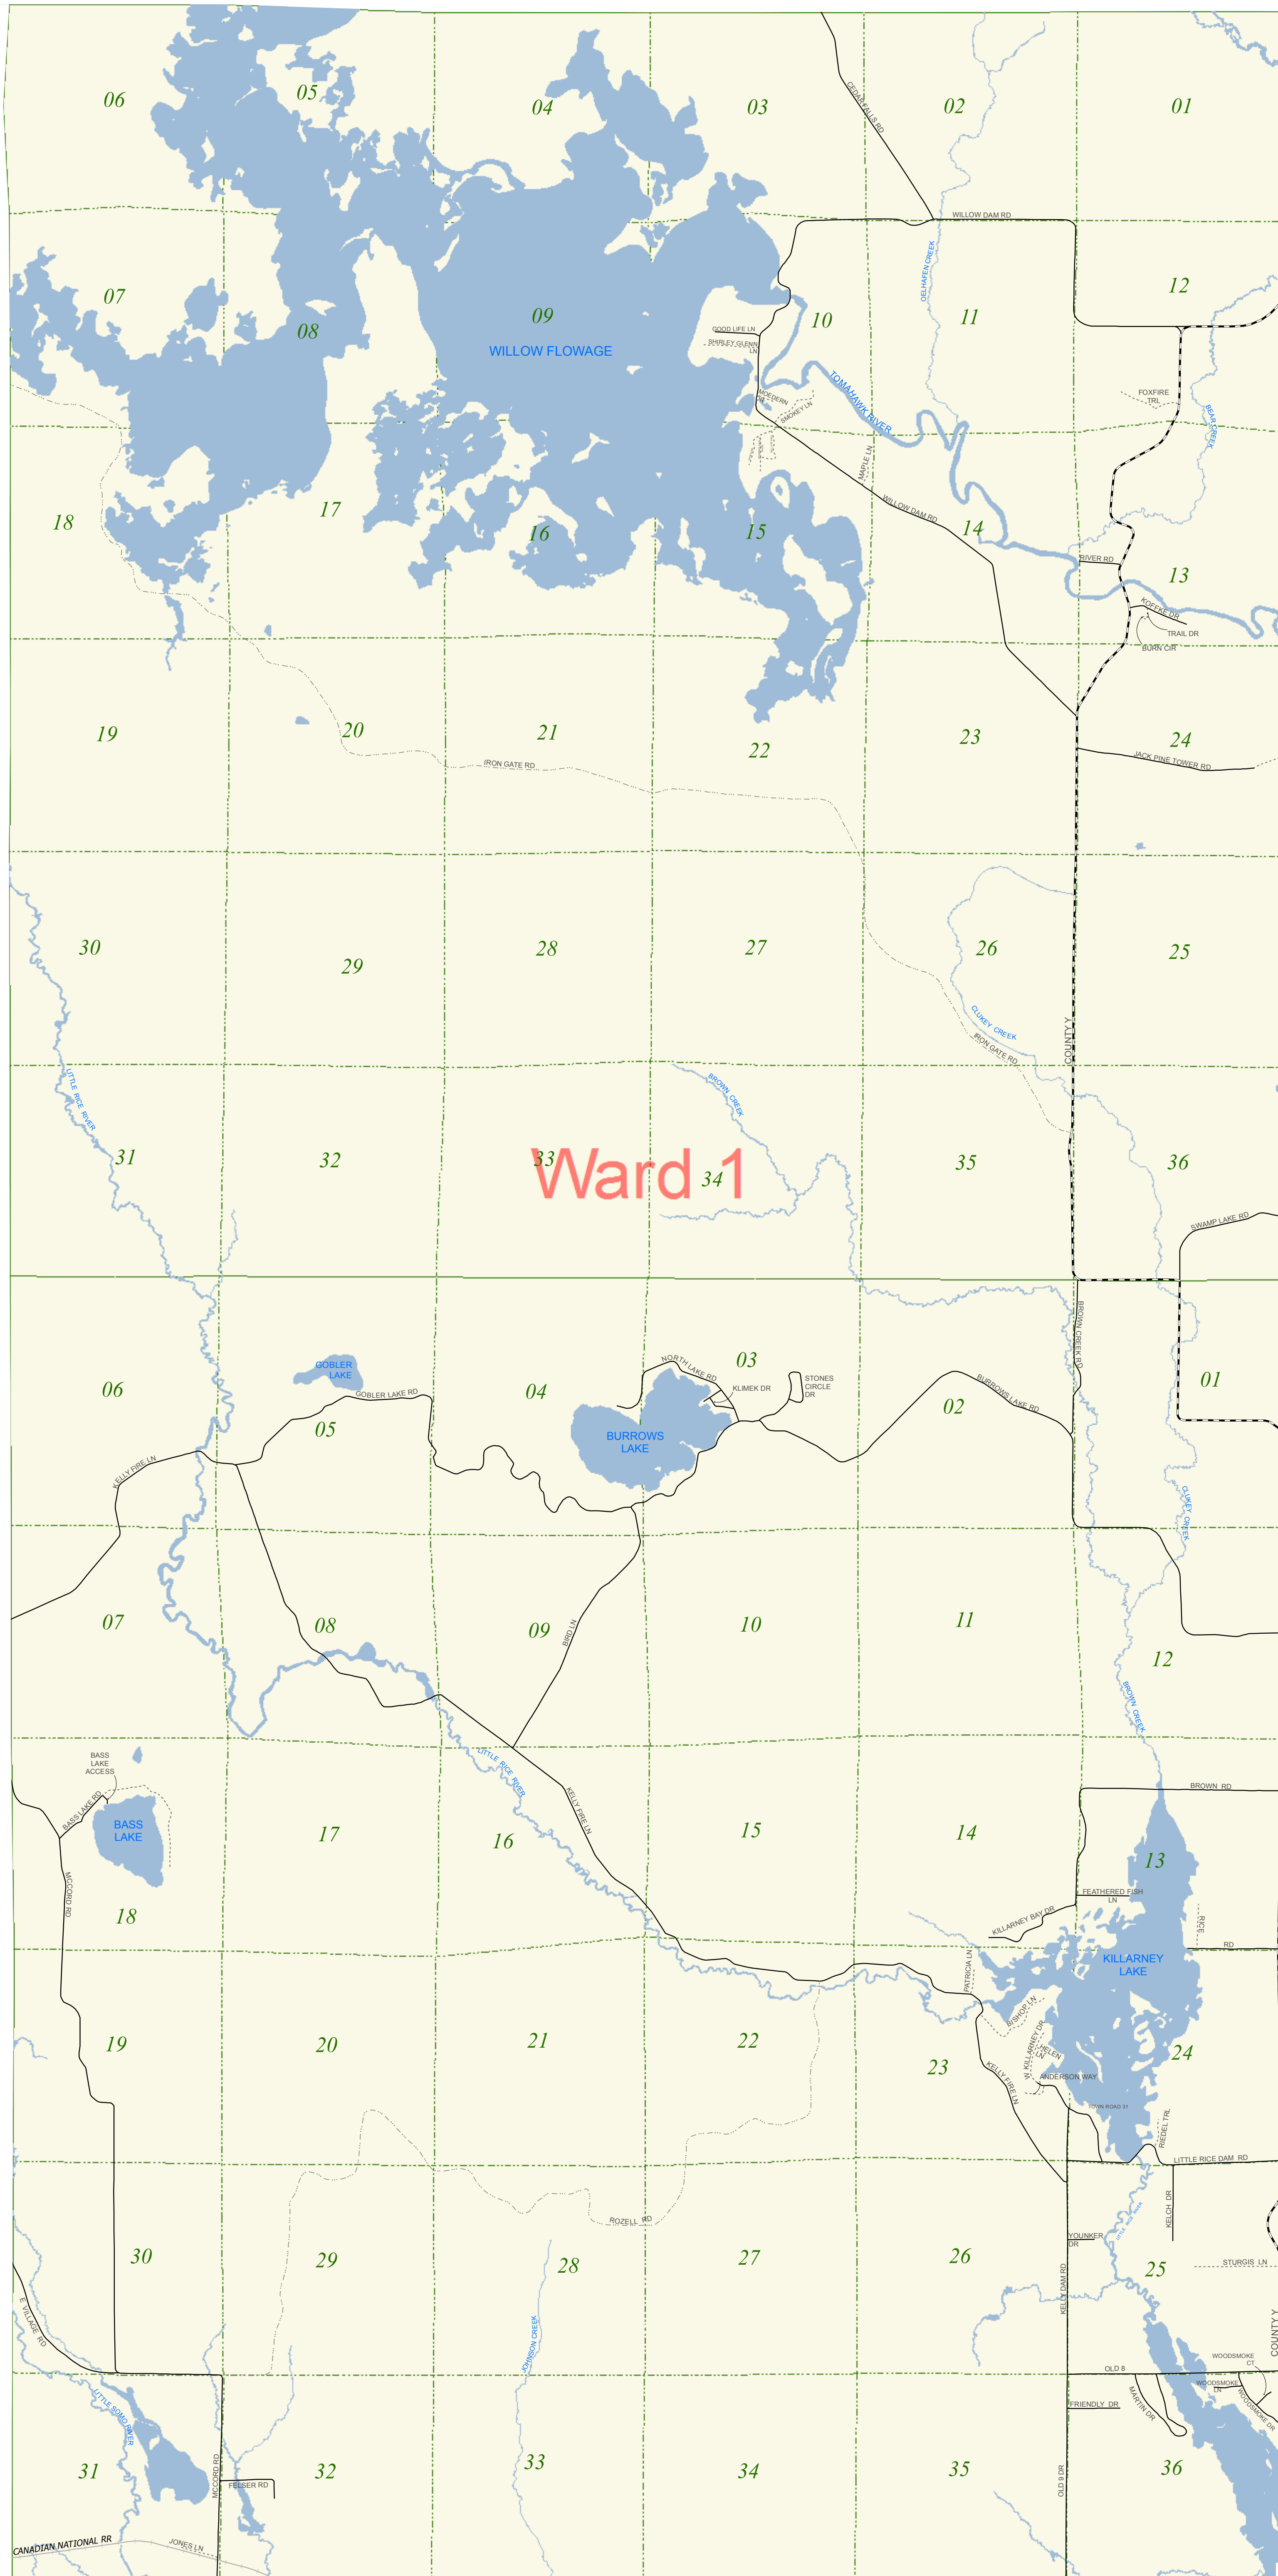 06
05
04
03
02
01
CEDAR FALLS RD
WILLOW DAM RD
OELHAFEN CREEK
07
08
09
10
11
12
WILLOW FLOWAGE
GOOD LIFE LN
SHIRLEY GLENN
LN
MOEDERN
SMOKEY LN
TOMAHAWK RIVER
FOXFIRE
TRL
BEAR CREEK
MAPLE LN
WILLOW DAM RD
18
17
16
15
14
13
RIVER RD
KOFFKE DR
TRAIL DR
BURN CIR
19
20
21
22
23
24
IRON GATE RD
JACK PINE TOWER RD
30
29
28
27
26
25
CLUKEY CREEK
IRON GATE RD
COUNTY Y
LITTLE RICE RIVER
BROWN CREEK
31
32
33
34
35
36
Ward 1
SWAMP LAKE RD
BROWN CREEK RD
06
05
04
03
02
01
GOBLER
LAKE
GOBLER LAKE RD
NORTH LAKE RD
KLIMEK DR
STONES
CIRCLE
DR
BURROWS LAKE RD
BURROWS
LAKE
KELLY FIRE LN
CLUKEY CREEK
07
08
09
10
11
12
BIRD LN
BROWN CREEK
BASS
LAKE
ACCESS
BASS LAKE RD
BASS
LAKE
LITTLE RICE RIVER
KELLY FIRE LN
BROWN RD
MCCORD RD
18
17
16
15
14
13
FEATHERED FISH
LN
KILLARNEY BAY DR
RICE
RD
KILLARNEY
LAKE
PATRICIA LN
BISHOP LN
W KILLARNEY DR
HELEN
LN
ANDERSON WAY
TOWN ROAD 31
KELLY FIRE LN
19
20
21
22
23
24
RIEDEL TRL
LITTLE RICE DAM RD
KELCH DR
ROZELL RD
YOUNKER
DR
LITTLE RICE RIVER
30
29
28
27
26
25
STURGIS LN
KELLY DAM RD
COUNTY Y
E VILLAGE RD
JOHNSON CREEK
OLD 8
WOODSMOKE
CT
WOODSMOKE
LN
WOODSMOKE DR
MARTIN DR
FRIENDLY DR
LITTLE SOMO RIVER
31
32
33
34
35
36
MCCORD RD
FELSER RD
OLD 9 DR
CANADIAN NATIONAL RR
JONES LN